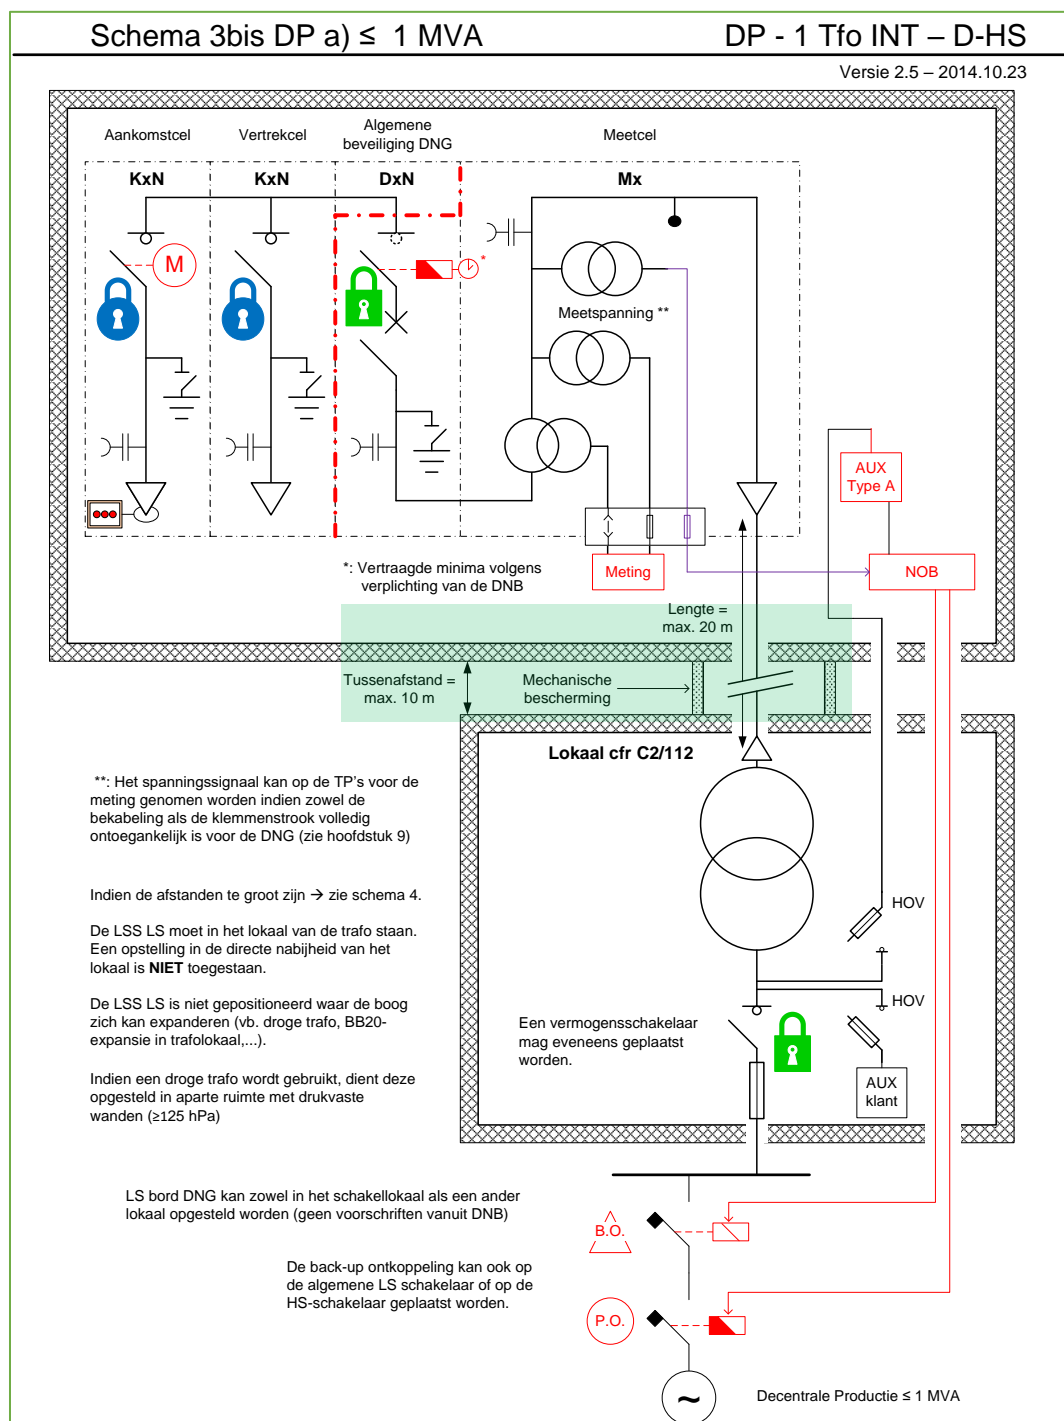 Schema 3bis DP a) ≤ 1 MVA
DP - 1 Tfo INT – D-HS
Versie 2.5 – 2014.10.23
Aankomstcel
Vertrekcel
Algemene
beveiliging DNG
Meetcel
KxN
KxN
DxN
Mx
M
*
Meetspanning **
AUX
Type A
*: Vertraagde minima volgens
verplichting van de DNB
Meting
NOB
Lengte =
max. 20 m
Tussenafstand =
max. 10 m
Mechanische
bescherming
Lokaal cfr C2/112
**: Het spanningssignaal kan op de TP's voor de
meting genomen worden indien zowel de
bekabeling als de klemmenstrook volledig
ontoegankelijk is voor de DNG (zie hoofdstuk 9)
Indien de afstanden te groot zijn → zie schema 4.
De LSS LS moet in het lokaal van de trafo staan.
Een opstelling in de directe nabijheid van het
lokaal is NIET toegestaan.
De LSS LS is niet gepositioneerd waar de boog
zich kan expanderen (vb. droge trafo, BB20-
expansie in trafolokaal,...).
Indien een droge trafo wordt gebruikt, dient deze
opgesteld in aparte ruimte met drukvaste
wanden (≥125 hPa)
HOV
HOV
Een vermogensschakelaar
mag eveneens geplaatst
worden.
AUX
klant
LS bord DNG kan zowel in het schakellokaal als een ander
lokaal opgesteld worden (geen voorschriften vanuit DNB)
B.O.
De back-up ontkoppeling kan ook op
de algemene LS schakelaar of op de
HS-schakelaar geplaatst worden.
P.O.
~
Decentrale Productie ≤ 1 MVA